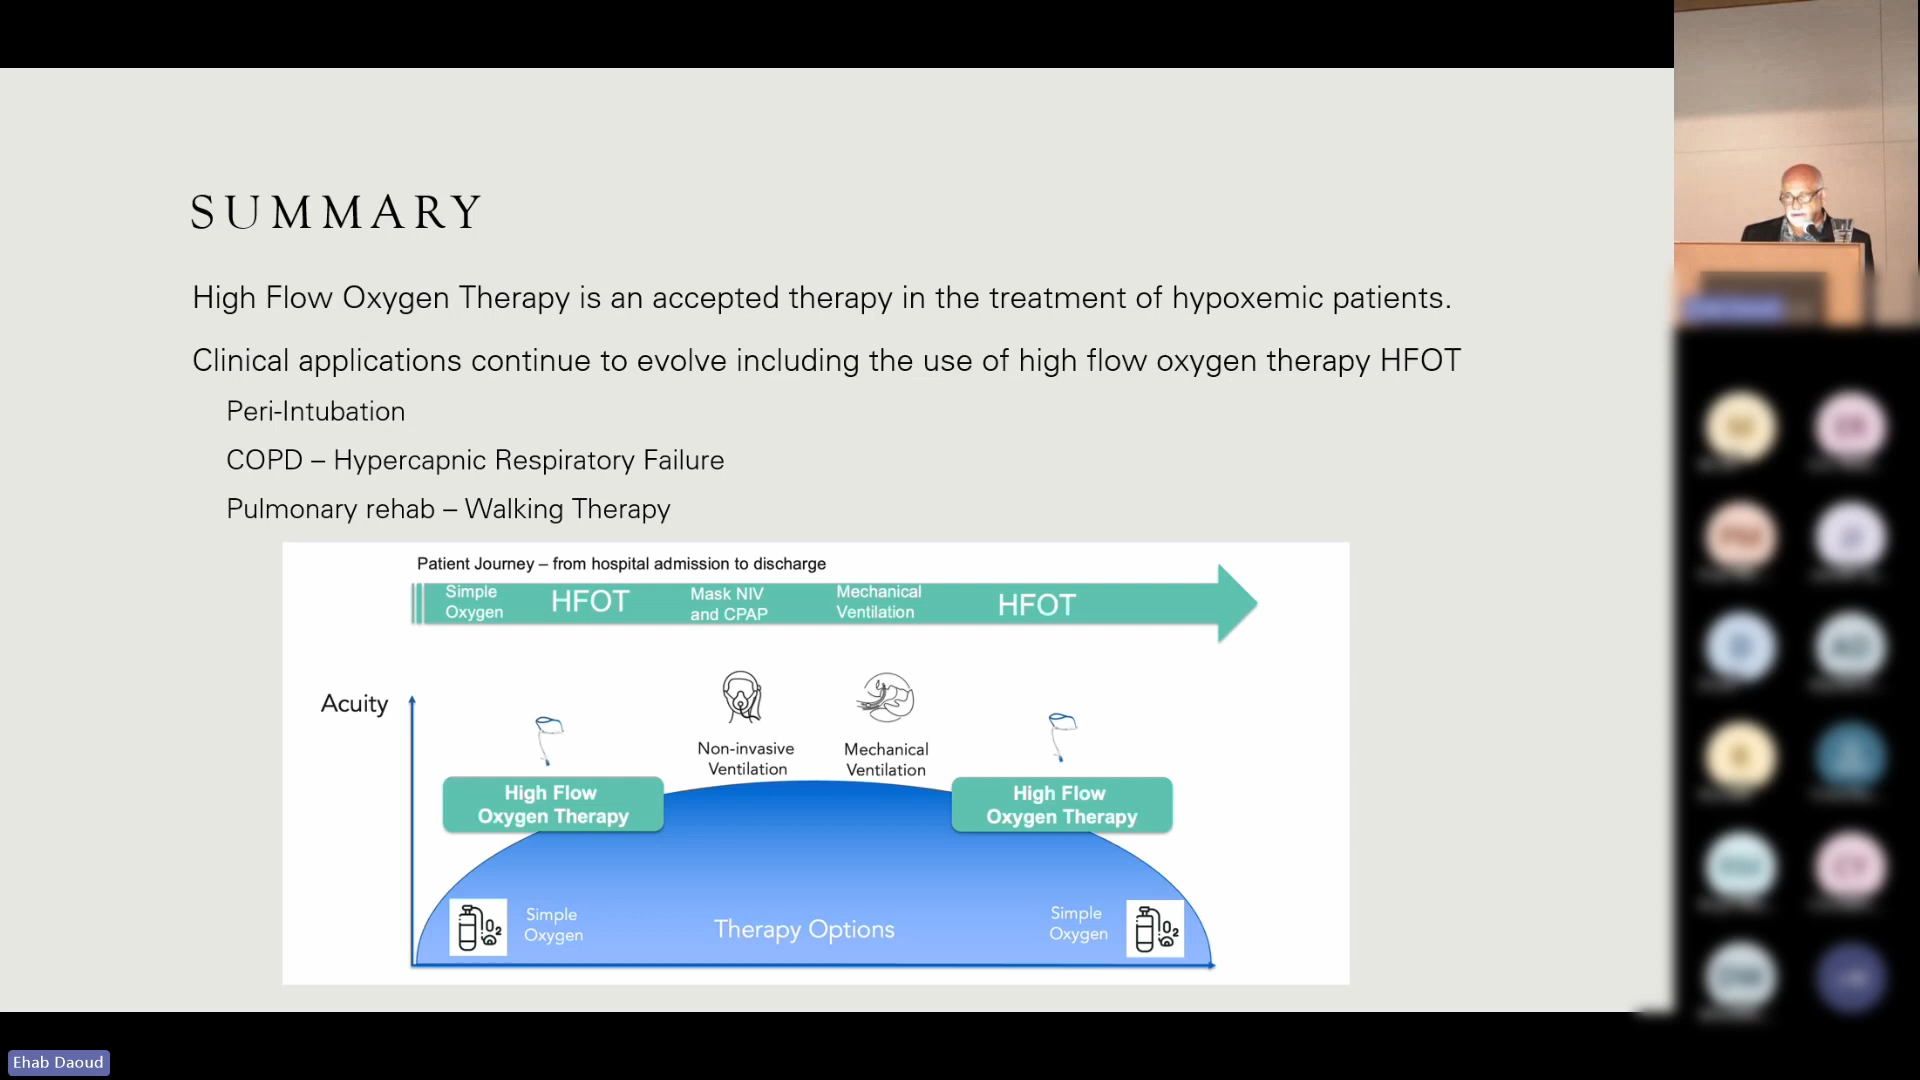 SUMMARY
High Flow Oxygen Therapy is an accepted therapy in the treatment of hypoxemic patients.
Clinical applications continue to evolve including the use of high flow oxygen therapy HFOT
Peri-Intubation
COPD – Hypercapnic Respiratory Failure
Pulmonary rehab – Walking Therapy
Patient Journey – from hospital admission to discharge
Simple
Oxygen
HFOT
Mask NIV
and CPAP
Mechanical
Ventilation
HFOT
Acuity
Non-invasive
Ventilation
Mechanical
Ventilation
High Flow
Oxygen Therapy
High Flow
Oxygen Therapy
O2
Simple
Oxygen
Therapy Options
Simple
Oxygen
O2
Ehab Daoud